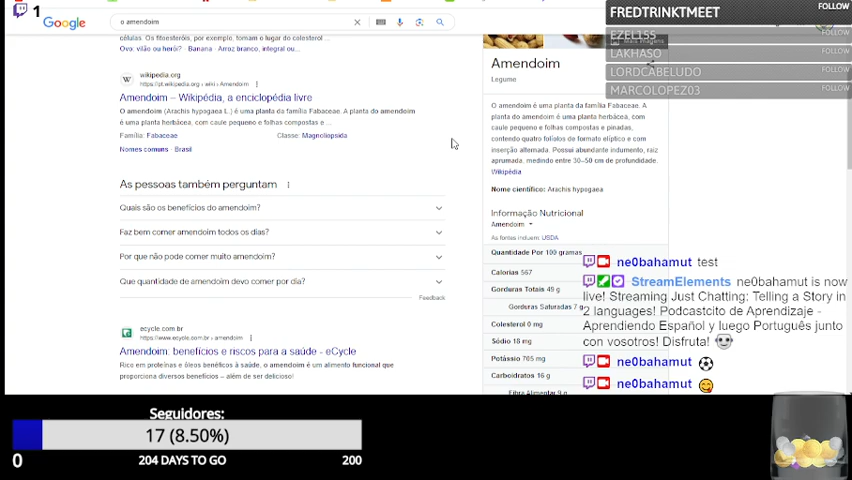 1
FREDTRINKTMEET FOLLOW
EZEL155 FOLLOW
LAKHASO FOLLOW
LORDCABELUDO FOLLOW
MARCOLOPEZ03 FOLLOW
Google
o amendoim
células. Os fitoesteróis, por exemplo, fornam o lugar do colesterol ...
Ovo: vilão ou herói? · Banana · Arroz branco, integral ou...
wikipedia.org
https://pt.wikipedia.org › wiki › Amendoim
Amendoim – Wikipédia, a enciclopédia livre
O amendoim (Arachis hypogaea L.) é uma planta da família Fabaceae. A planta do amendoim
é uma planta herbácea, com caule pequeno e folhas compostas e ...
Família: Fabaceae Classe: Magnoliopsida
Nomes comuns · Brasil
As pessoas também perguntam
Quais são os benefícios do amendoim?
Faz bem comer amendoim todos os dias?
Por que não pode comer muito amendoim?
Que quantidade de amendoim devo comer por dia?
Feedback
ecycle.com.br
https://www.ecycle.com.br › amendoim
Amendoim: benefícios e riscos para a saúde - eCycle
Rico em proteínas e óleos benéficos à saúde, o amendoim é um alimento funcional que
proporciona diversos benefícios – além de ser delicioso!
Mais imagens
Amendoim
Legume
O amendoim é uma planta da família Fabaceae. A
planta do amendoim é uma planta herbácea, com
caule pequeno e folhas compostas e pinadas,
contendo quatro folíolos de formato elíptico e com
inserção alternada. Possui abundante indumento, raiz
aprumada, medindo entre 30–50 cm de profundidade.
Wikipédia
Nome científico: Arachis hypogaea
Informação Nutricional
Amendoim
As fontes incluem: USDA
Quantidade Por 100 gramas
Calorias 567
Gorduras Totais 49 g
Gorduras Saturadas 7 g
Colesterol 0 mg
Sódio 18 mg
Potássio 705 mg
Carboidratos 16 g
Fibra Alimentar 9 g
ne0bahamut test
StreamElements ne0bahamut is now
live! Streaming Just Chatting: Telling a Story in
2 languages! Podcastcito de Aprendizaje -
Aprendiendo Español y luego Português junto
con vosotros! Disfruta!
ne0bahamut
ne0bahamut
Seguidores:
17 (8.50%)
0 204 DAYS TO GO 200